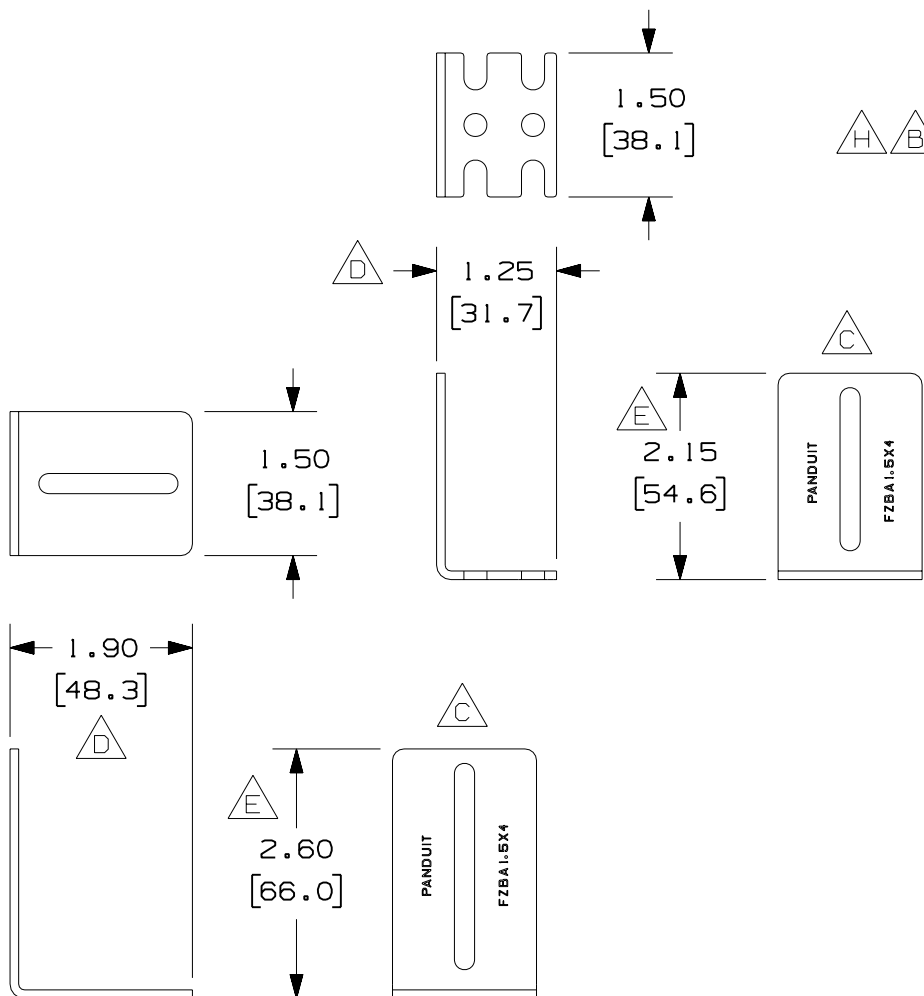 1.50
[38.1]
H
B
D
1.25
[31.7]
C
E
2.15
[54.6]
PANDUIT
FZBA1.5X4
1.50
[38.1]
1.90
[48.3]
D
C
E
2.60
[66.0]
PANDUIT
FZBA1.5X4